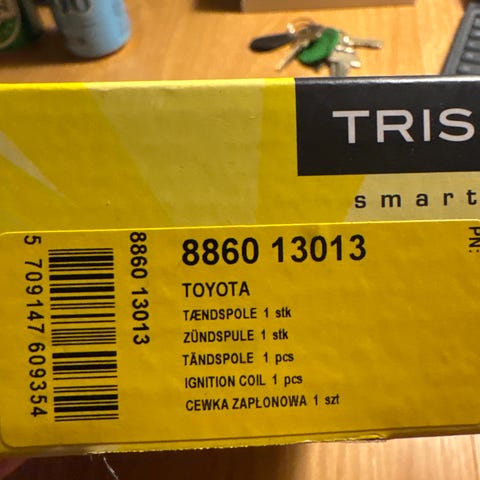 TRIS
smart
PN:
8860 13013
TOYOTA
TÆNDSPOLE 1 stk
ZÜNDSPULE 1 stk
TÄNDSPOLE 1 pcs
IGNITION COIL 1 pcs
CEWKA ZAPŁONOWA 1 szt
8860 13013
5 709147 609354